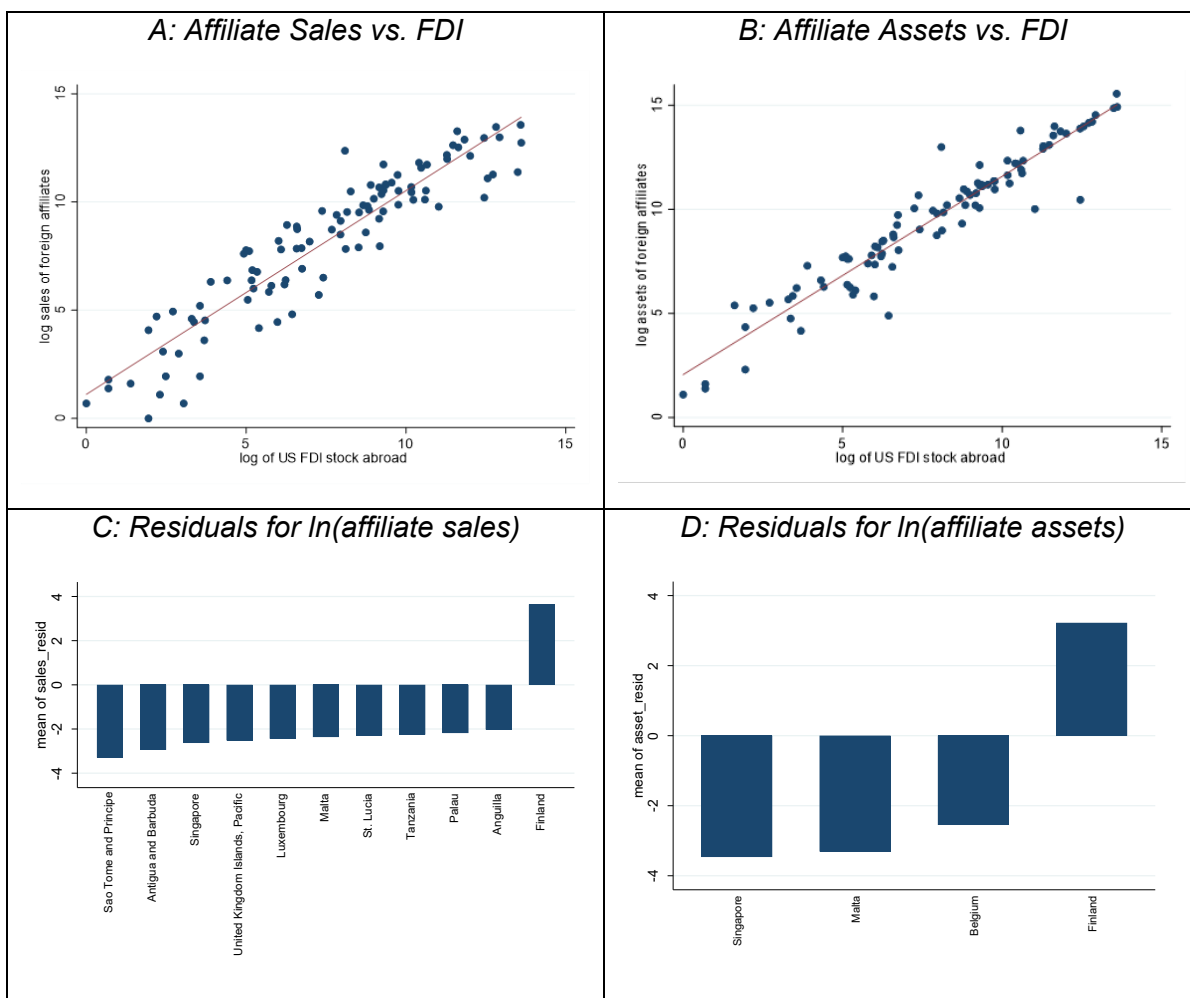 A: Affiliate Sales vs. FDI
log sales of foreign affiliates
15
10
5
0
0 5 10 15
log of US FDI stock abroad
B: Affiliate Assets vs. FDI
log assets of foreign affiliates
15
10
5
0
0 5 10 15
log of US FDI stock abroad
C: Residuals for ln(affiliate sales)
mean of sales_resid
4
2
0
-2
-4
Sao Tome and Principe
Antigua and Barbuda
Singapore
United Kingdom Islands, Pacific
Luxembourg
Malta
St. Lucia
Tanzania
Palau
Anguilla
Finland
D: Residuals for ln(affiliate assets)
mean of asset_resid
4
2
0
-2
-4
Singapore
Malta
Belgium
Finland